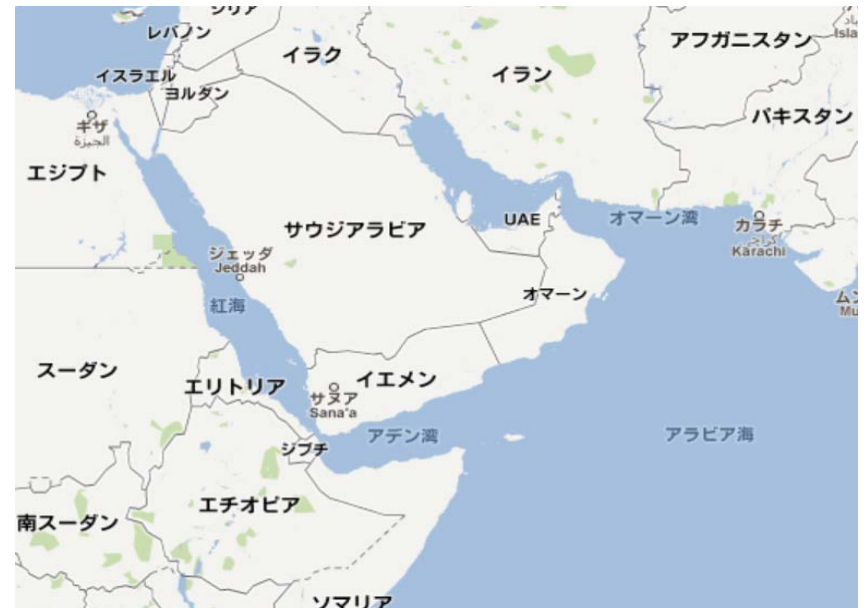 シリア
アフガニスタン
レバノン
イラク
イラン
イスラエル
ヨルダン
パキスタン
ギザ
الجيزة
エジプト
UAE
オマーン湾
カラチ
كراچى
Karachi
サウジアラビア
ジェッダ
Jeddah
オマーン
紅海
スーダン
エリトリア
イエメン
サヌア
Sana'a
アデン湾
アラビア海
ジブチ
エチオピア
南スーダン
ソマリア